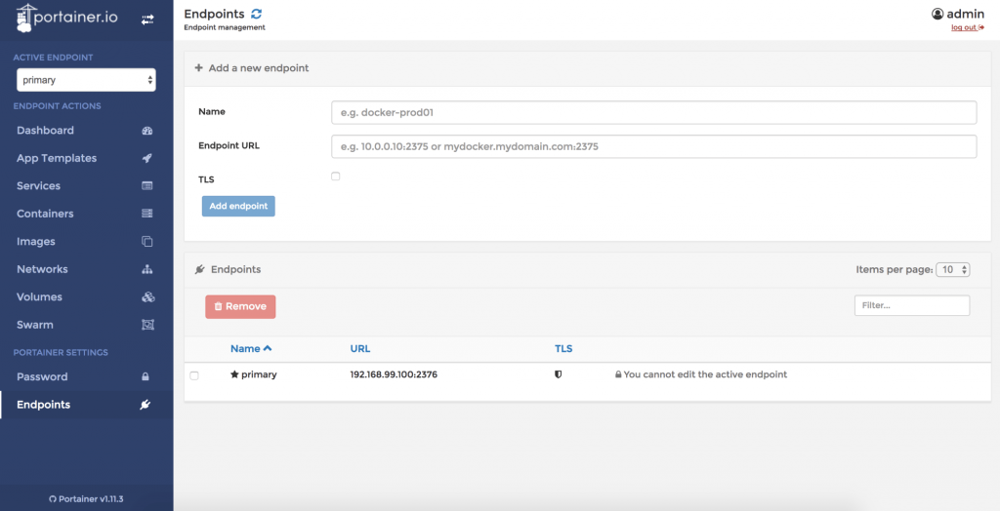 portainer.io
Endpoints
Endpoint management
admin
log out
ACTIVE ENDPOINT
primary
ENDPOINT ACTIONS
Dashboard
App Templates
Services
Containers
Images
Networks
Volumes
Swarm
PORTAINER SETTINGS
Password
Endpoints
Portainer v1.11.3
Add a new endpoint
Name
e.g. docker-prod01
Endpoint URL
e.g. 10.0.0.10:2375 or mydocker.mydomain.com:2375
TLS
Add endpoint
Endpoints
Items per page: 10
Remove
Filter...
Name URL TLS
primary 192.168.99.100:2376 You cannot edit the active endpoint